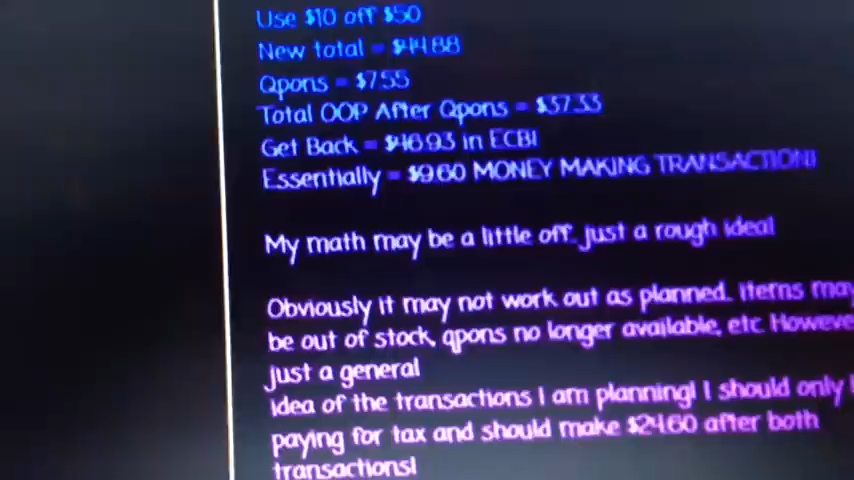 Use $10 off $50
New total = $44.88
Qpons = $7.55
Total OOP After Qpons = $37.33
Get Back = $46.93 in ECB!
Essentially = $9.60 MONEY MAKING TRANSACTION!
My math may be a little off, just a rough idea!
Obviously it may not work out as planned. Items may
be out of stock, qpons no longer available, etc. Howeve
just a general
idea of the transactions I am planning! I should only
paying for tax and should make $24.60 after both
transactions!